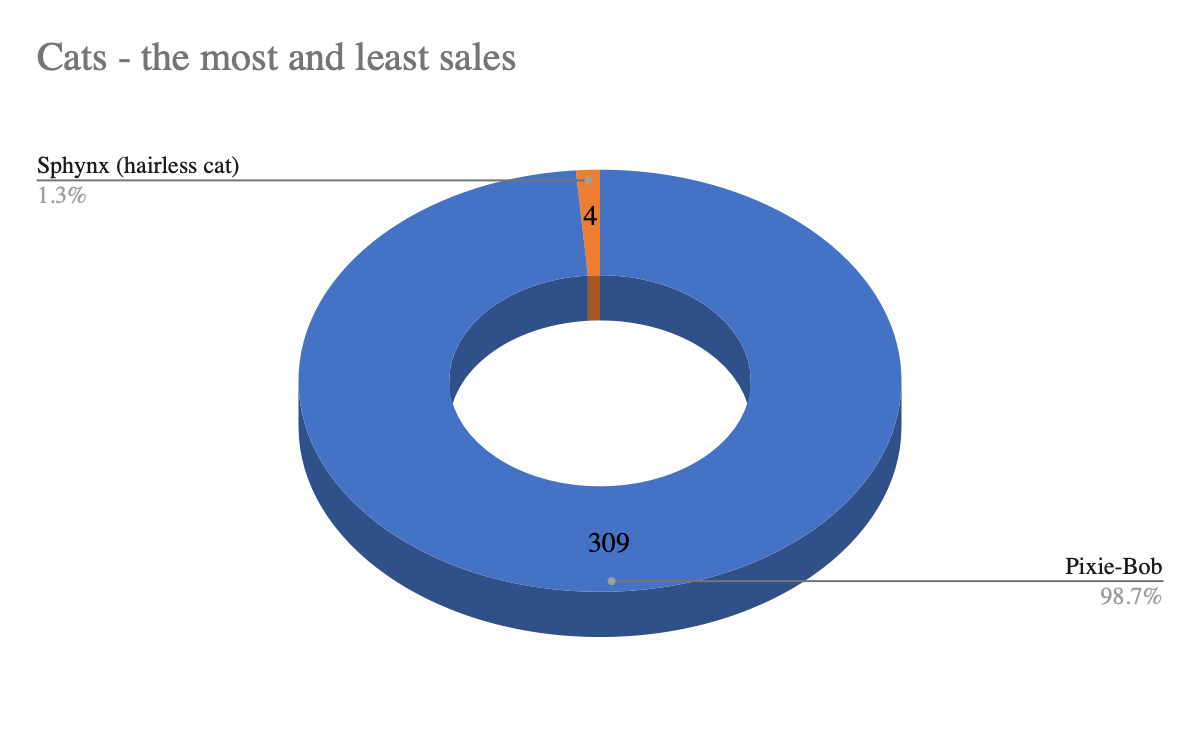 Cats - the most and least sales
Sphynx (hairless cat)
1.3%
4
309
Pixie-Bob
98.7%